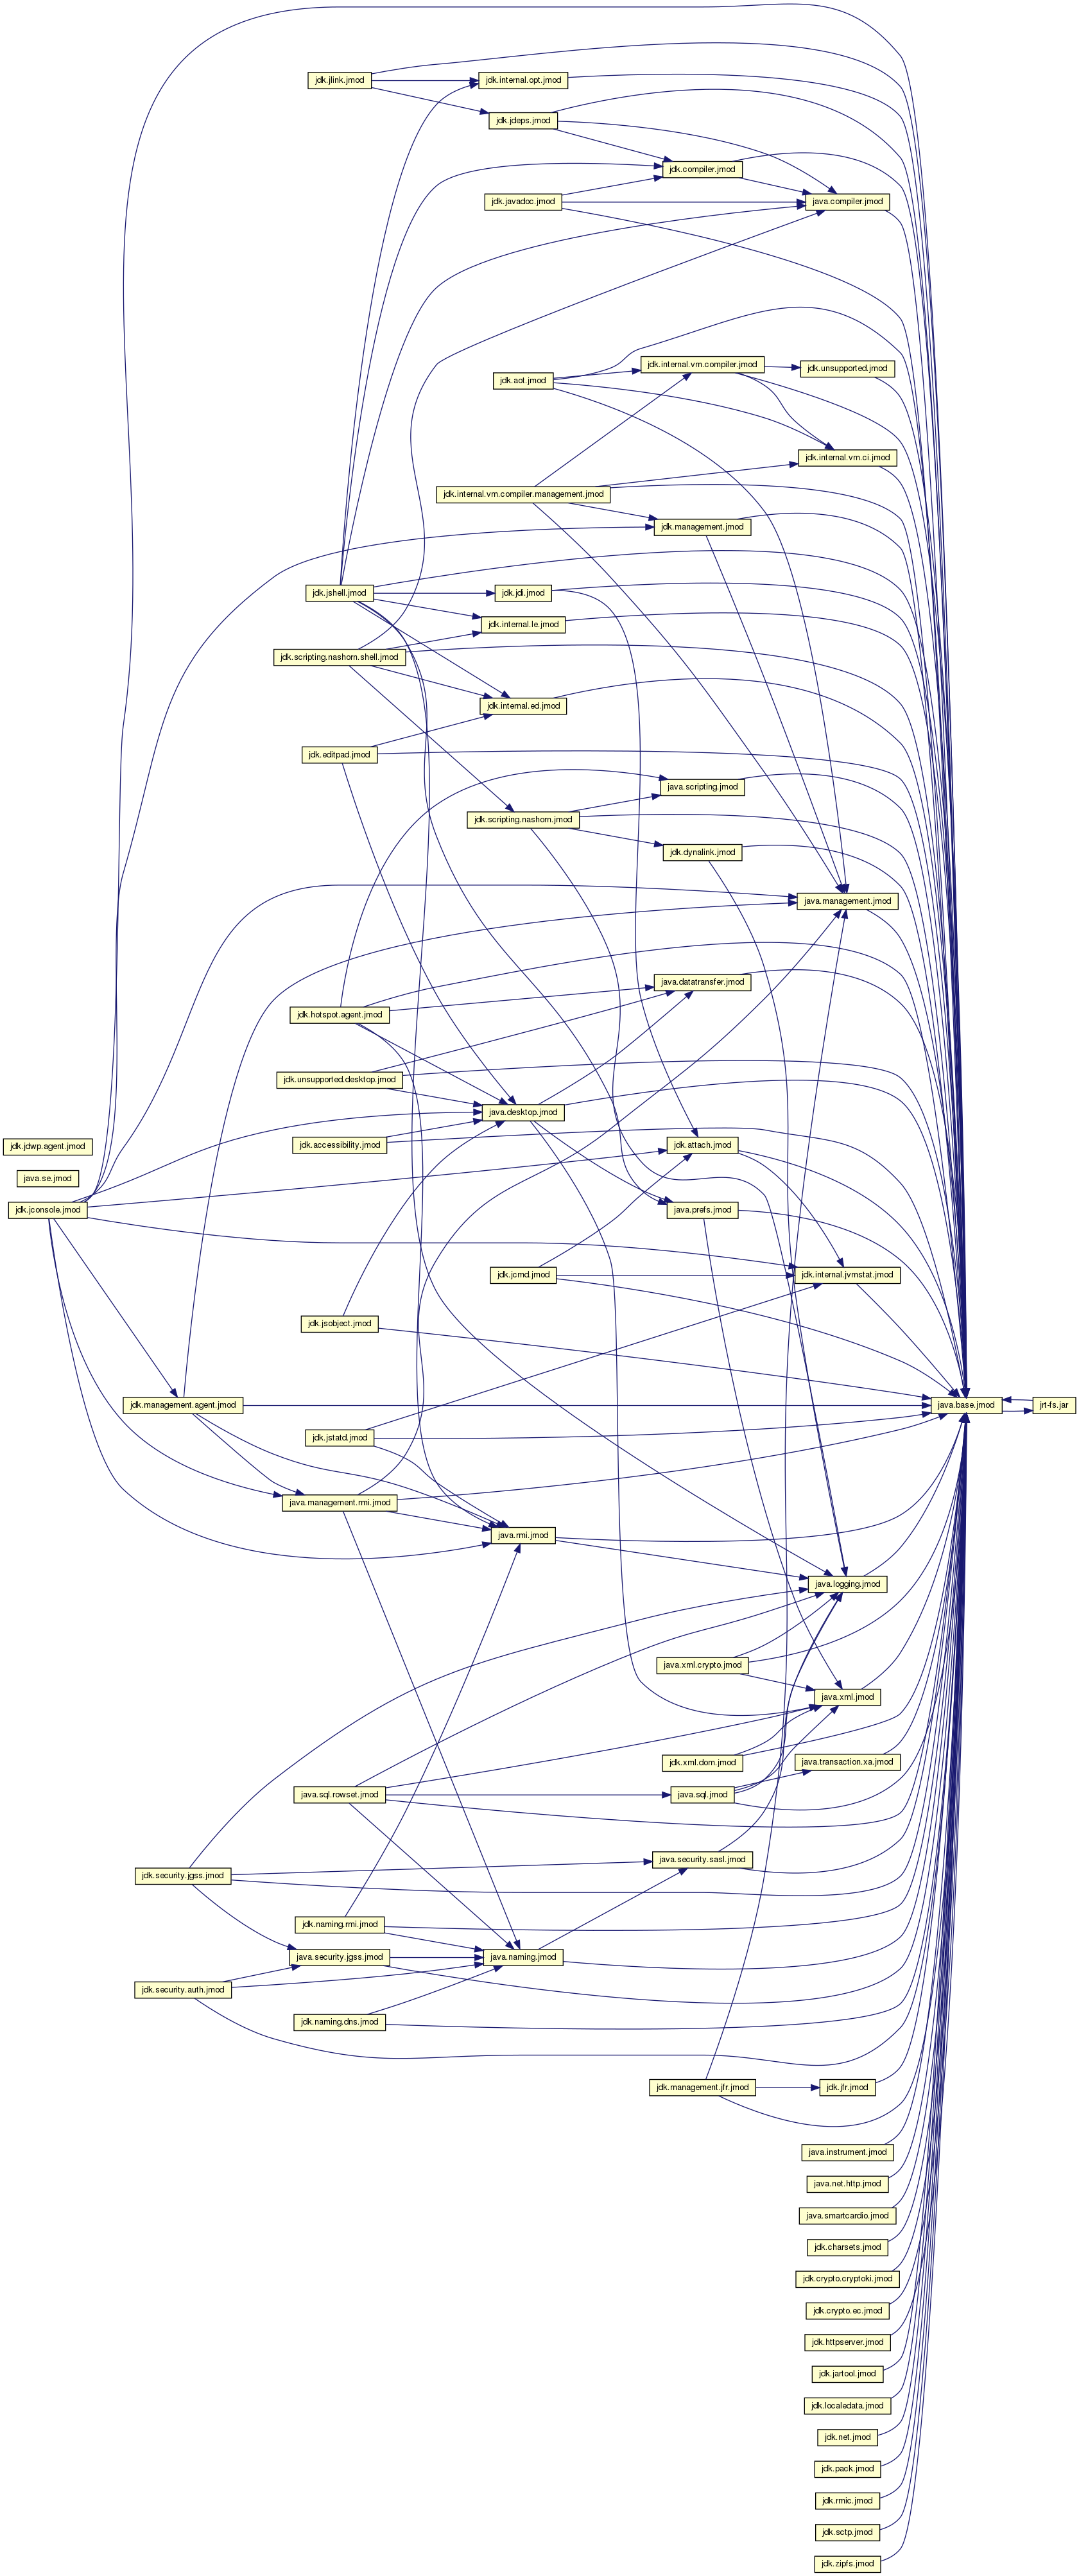 jdk.jlink.jmod
jdk.internal.opt.jmod
jdk.jdeps.jmod
jdk.compiler.jmod
jdk.javadoc.jmod
java.compiler.jmod
jdk.internal.vm.compiler.jmod
jdk.unsupported.jmod
jdk.aot.jmod
jdk.internal.vm.ci.jmod
jdk.internal.vm.compiler.management.jmod
jdk.management.jmod
jdk.jshell.jmod
jdk.jdi.jmod
jdk.internal.le.jmod
jdk.scripting.nashorn.shell.jmod
jdk.internal.ed.jmod
jdk.editpad.jmod
java.scripting.jmod
jdk.scripting.nashorn.jmod
jdk.dynalink.jmod
java.management.jmod
java.datatransfer.jmod
jdk.hotspot.agent.jmod
jdk.unsupported.desktop.jmod
java.desktop.jmod
jdk.jdwp.agent.jmod
jdk.accessibility.jmod
jdk.attach.jmod
java.se.jmod
jdk.jconsole.jmod
java.prefs.jmod
jdk.jcmd.jmod
jdk.internal.jvmstat.jmod
jdk.jsobject.jmod
jdk.management.agent.jmod
java.base.jmod
jrt-fs.jar
jdk.jstatd.jmod
java.management.rmi.jmod
java.rmi.jmod
java.logging.jmod
java.xml.crypto.jmod
java.xml.jmod
jdk.xml.dom.jmod
java.transaction.xa.jmod
java.sql.rowset.jmod
java.sql.jmod
java.security.sasl.jmod
jdk.security.jgss.jmod
jdk.naming.rmi.jmod
java.security.jgss.jmod
java.naming.jmod
jdk.security.auth.jmod
jdk.naming.dns.jmod
jdk.management.jfr.jmod
jdk.jfr.jmod
java.instrument.jmod
java.net.http.jmod
java.smartcardio.jmod
jdk.charsets.jmod
jdk.crypto.cryptoki.jmod
jdk.crypto.ec.jmod
jdk.httpserver.jmod
jdk.jartool.jmod
jdk.localedata.jmod
jdk.net.jmod
jdk.pack.jmod
jdk.rmic.jmod
jdk.sctp.jmod
jdk.zipfs.jmod